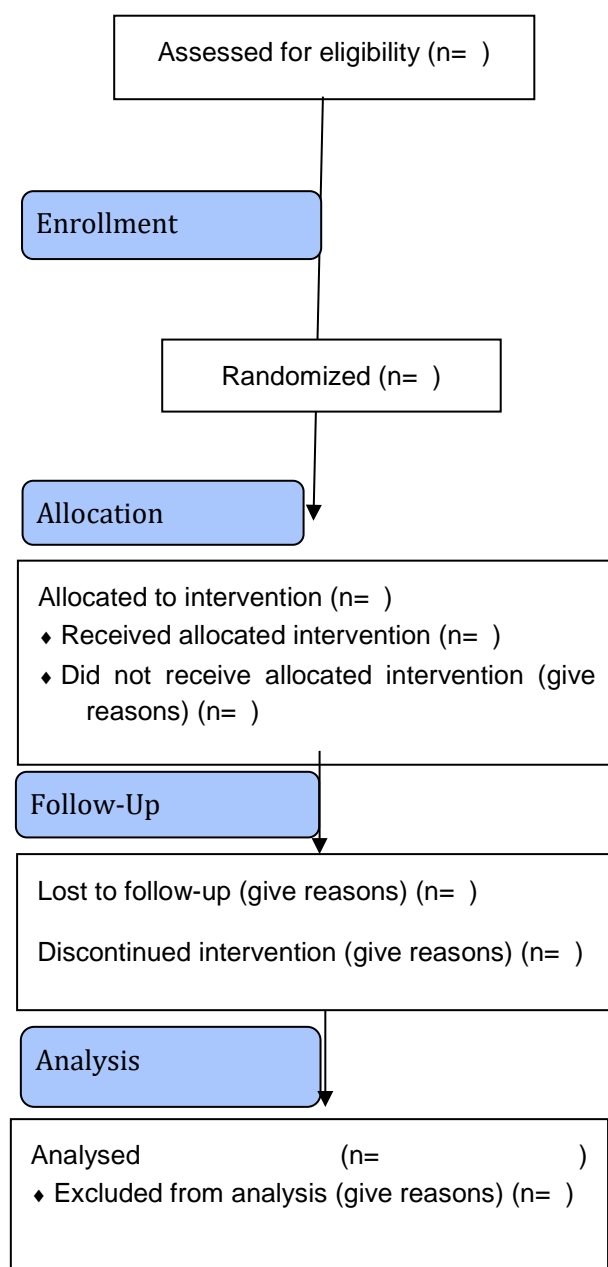 Assessed for eligibility (n=  )
Enrollment
Randomized (n=  )
Allocation
Allocated to intervention (n=  )
♦ Received allocated intervention (n=  )
♦ Did not receive allocated intervention (give
reasons) (n=  )
Follow-Up
Lost to follow-up (give reasons) (n=  )
Discontinued intervention (give reasons) (n=  )
Analysis
Analysed (n=  )
♦ Excluded from analysis (give reasons) (n=  )